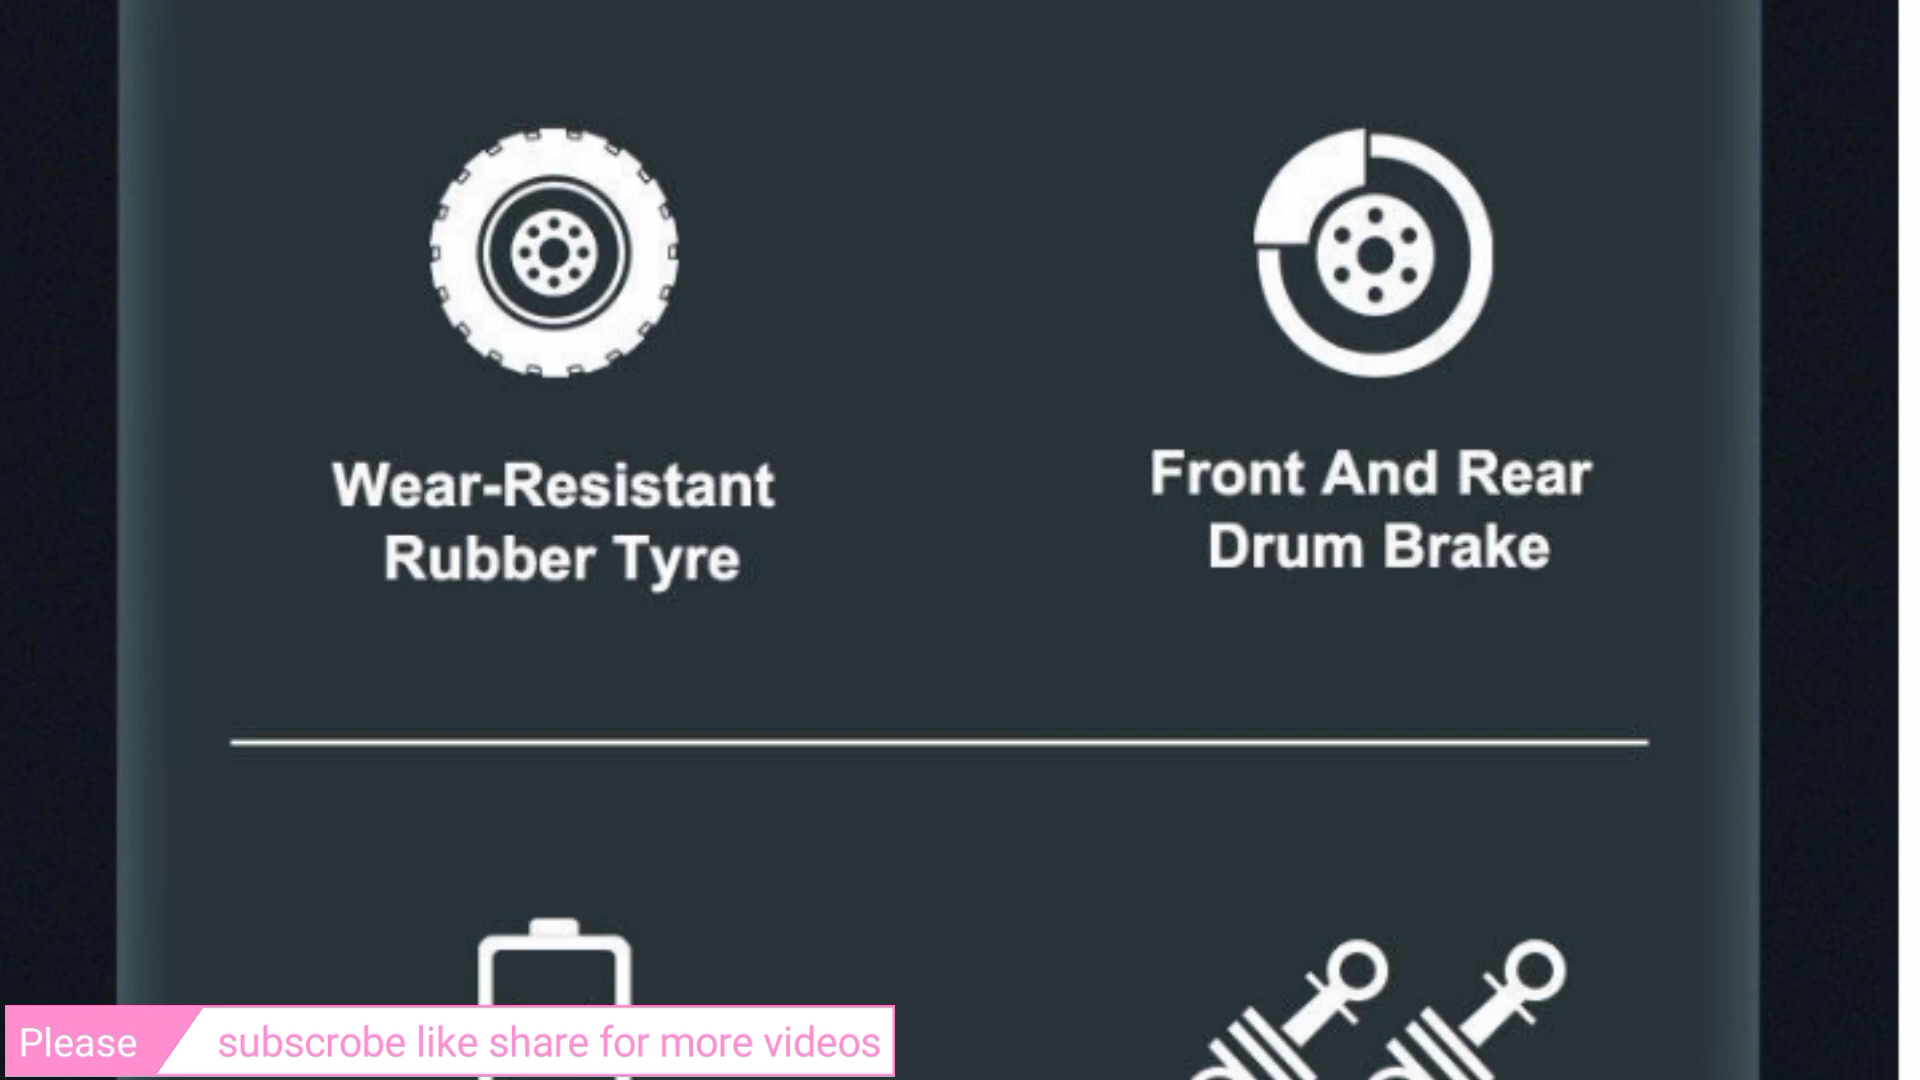 Wear-Resistant
Rubber Tyre
Front And Rear
Drum Brake
Please
subscrobe like share for more videos